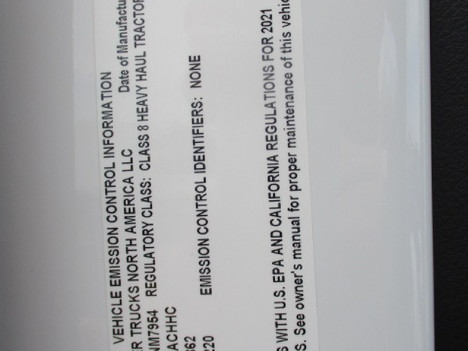 VEHICLE EMISSION CONTROL INFORMATION
R TRUCKS NORTH AMERICA LLC Date of Manufactu
NM7954 REGULATORY CLASS: CLASS 8 HEAVY HAUL TRACTOR
ACHHC
362
220 EMISSION CONTROL IDENTIFIERS: NONE
S WITH U.S. EPA AND CALIFORNIA REGULATIONS FOR 2021
S. See owner's manual for proper maintenance of this vehic